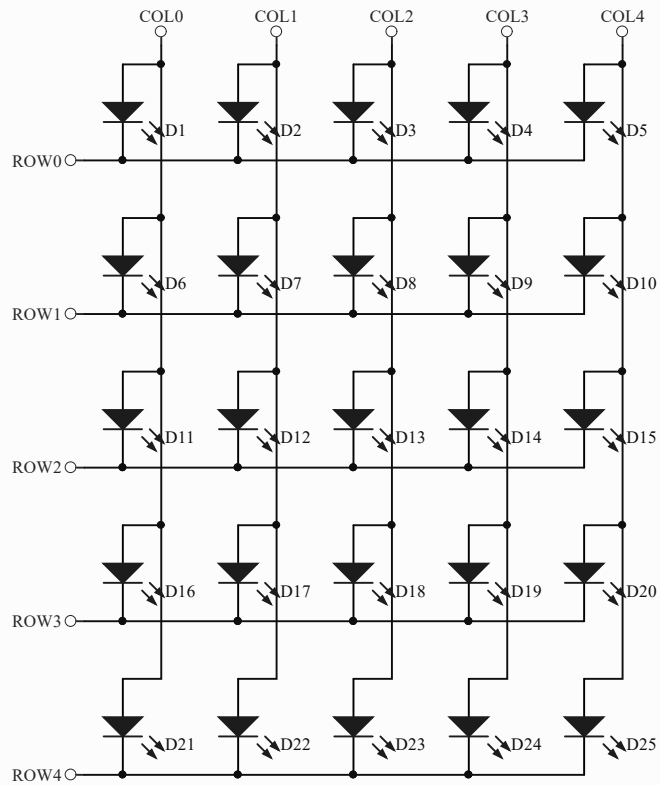 COL0 COL1 COL2 COL3 COL4
D1 D2 D3 D4 D5
ROW0
D6 D7 D8 D9 D10
ROW1
D11 D12 D13 D14 D15
ROW2
D16 D17 D18 D19 D20
ROW3
D21 D22 D23 D24 D25
ROW4